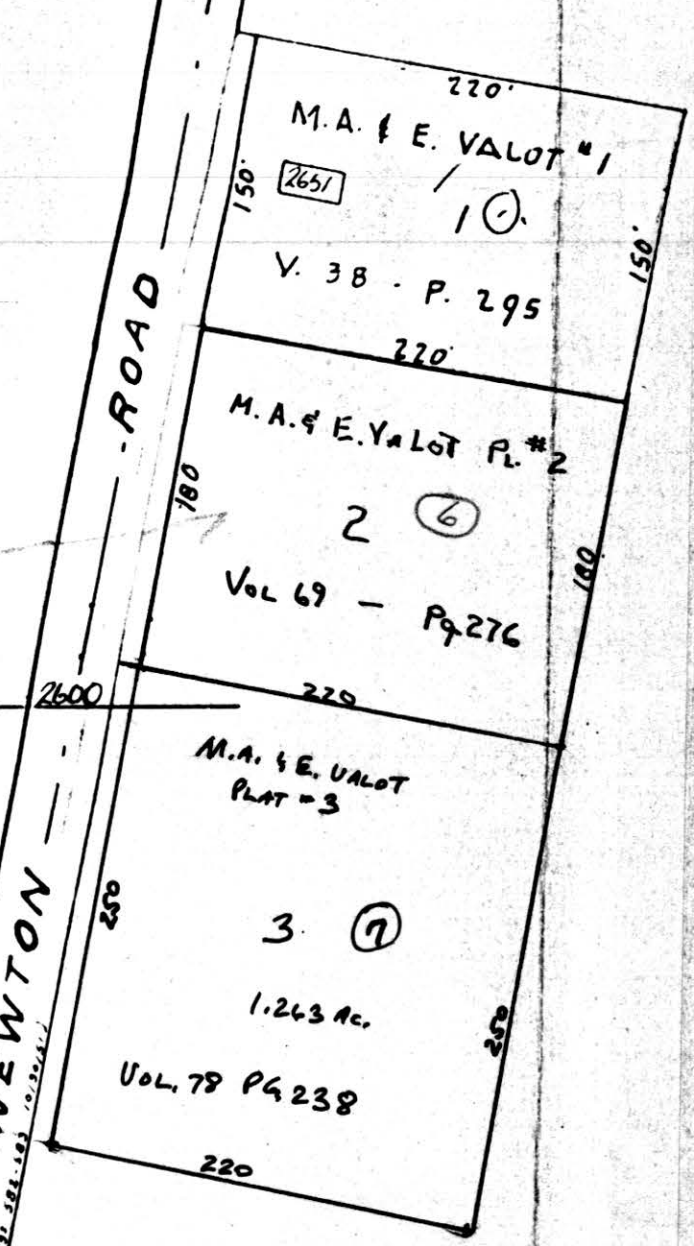 220'
M.A. & E. VALOT #1
2651
150'
1
150'
V. 38 - P. 295
220'
M.A. & E. VALOT PL. #2
180
2 6
180
VOL 69 - Pg. 276
2600
220
M.A. & E. VALOT
PLAT #3
250
3. 7
1.263 Ac.
250
VOL. 78 PG 238
220
NEWTON ROAD